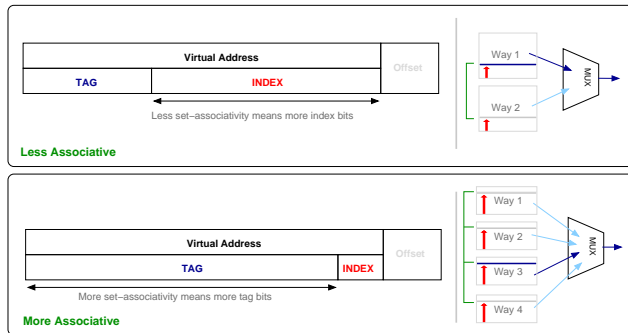 Virtual Address
Offset
TAG
INDEX
Less set-associativity means more index bits
Less Associative
Way 1
Way 2
MUX
Virtual Address
Offset
TAG
INDEX
More set-associativity means more tag bits
More Associative
Way 1
Way 2
Way 3
Way 4
MUX